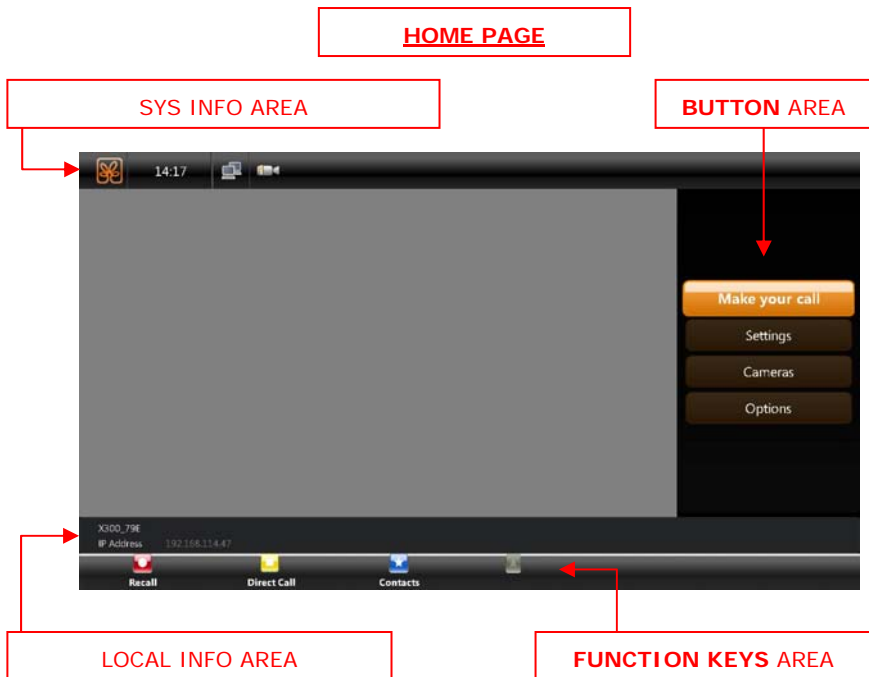 HOME PAGE
SYS INFO AREA
BUTTON AREA
14:17
Make your call
Settings
Cameras
Options
X300_79E
IP Address 192.168.114.47
Recall Direct Call Contacts
LOCAL INFO AREA
FUNCTION KEYS AREA